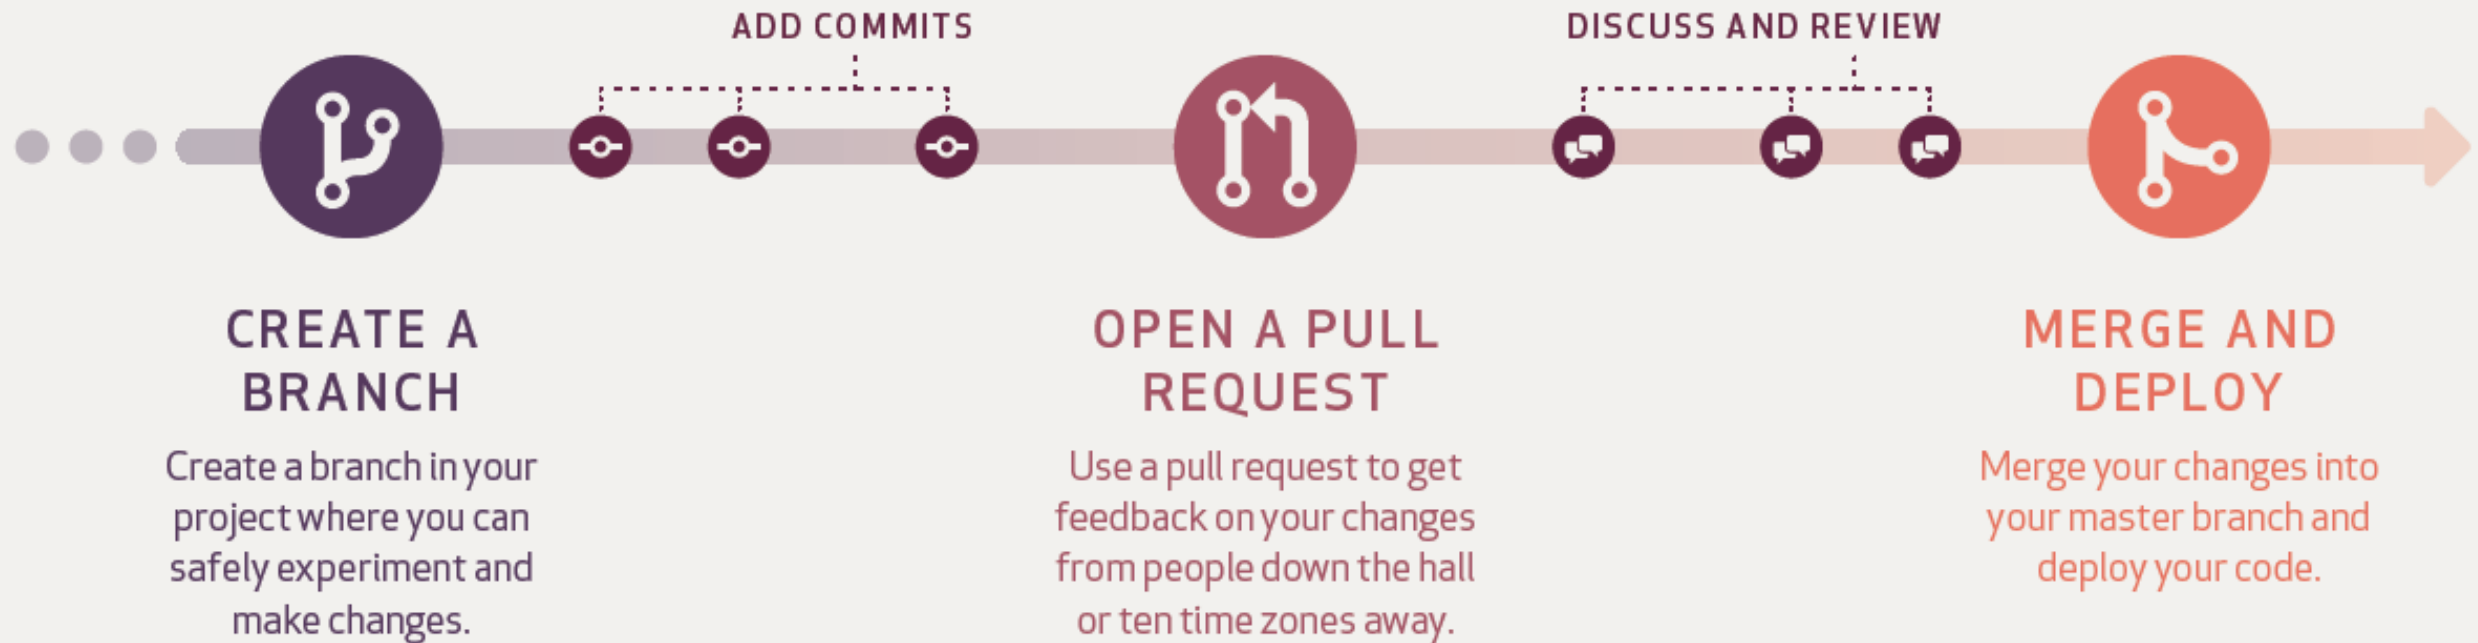 ADD COMMITS
DISCUSS AND REVIEW
CREATE A
BRANCH
Create a branch in your
project where you can
safely experiment and
make changes.
OPEN A PULL
REQUEST
Use a pull request to get
feedback on your changes
from people down the hall
or ten time zones away.
MERGE AND
DEPLOY
Merge your changes into
your master branch and
deploy your code.